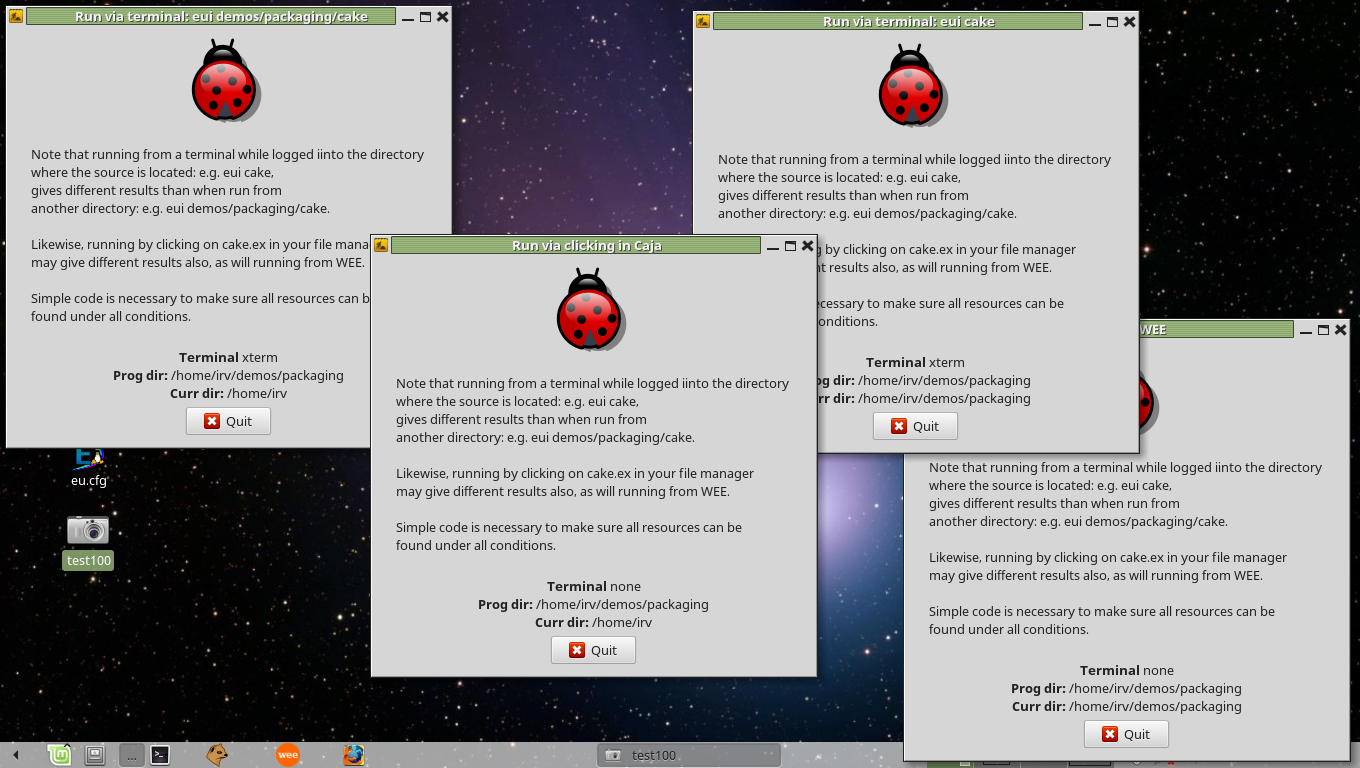 Run via terminal: eui demos/packaging/cake
Note that running from a terminal while logged iinto the directory
where the source is located: e.g. eui cake,
gives different results than when run from
another directory: e.g. eui demos/packaging/cake.
Likewise, running by clicking on cake.ex in your file mana
may give different results also, as will running from WEE.
Simple code is necessary to make sure all resources can b
found under all conditions.
Terminal xterm
Prog dir: /home/irv/demos/packaging
Curr dir: /home/irv
Quit
Run via terminal: eui cake
Note that running from a terminal while logged iinto the directory
where the source is located: e.g. eui cake,
gives different results than when run from
another directory: e.g. eui demos/packaging/cake.
g by clicking on cake.ex in your file manager
nt results also, as will running from WEE.
ecessary to make sure all resources can be
onditions.
Terminal xterm
og dir: /home/irv/demos/packaging
rr dir: /home/irv/demos/packaging
Quit
Run via clicking in Caja
Note that running from a terminal while logged iinto the directory
where the source is located: e.g. eui cake,
gives different results than when run from
another directory: e.g. eui demos/packaging/cake.
Likewise, running by clicking on cake.ex in your file manager
may give different results also, as will running from WEE.
Simple code is necessary to make sure all resources can be
found under all conditions.
Terminal none
Prog dir: /home/irv/demos/packaging
Curr dir: /home/irv
Quit
WEE
Note that running from a terminal while logged iinto the directory
where the source is located: e.g. eui cake,
gives different results than when run from
another directory: e.g. eui demos/packaging/cake.
Likewise, running by clicking on cake.ex in your file manager
may give different results also, as will running from WEE.
Simple code is necessary to make sure all resources can be
found under all conditions.
Terminal none
Prog dir: /home/irv/demos/packaging
Curr dir: /home/irv/demos/packaging
Quit
eu.cfg
test100
...
wee
test100